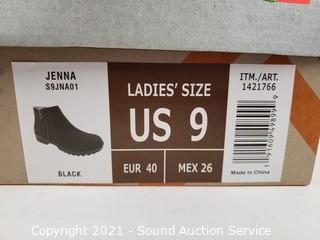 JENNA
S9JNA01
BLACK
LADIES' SIZE
US 9
EUR 40
MEX 26
ITM./ART.
1421766
Made in China
Copyright 2021 - Sound Auction Service